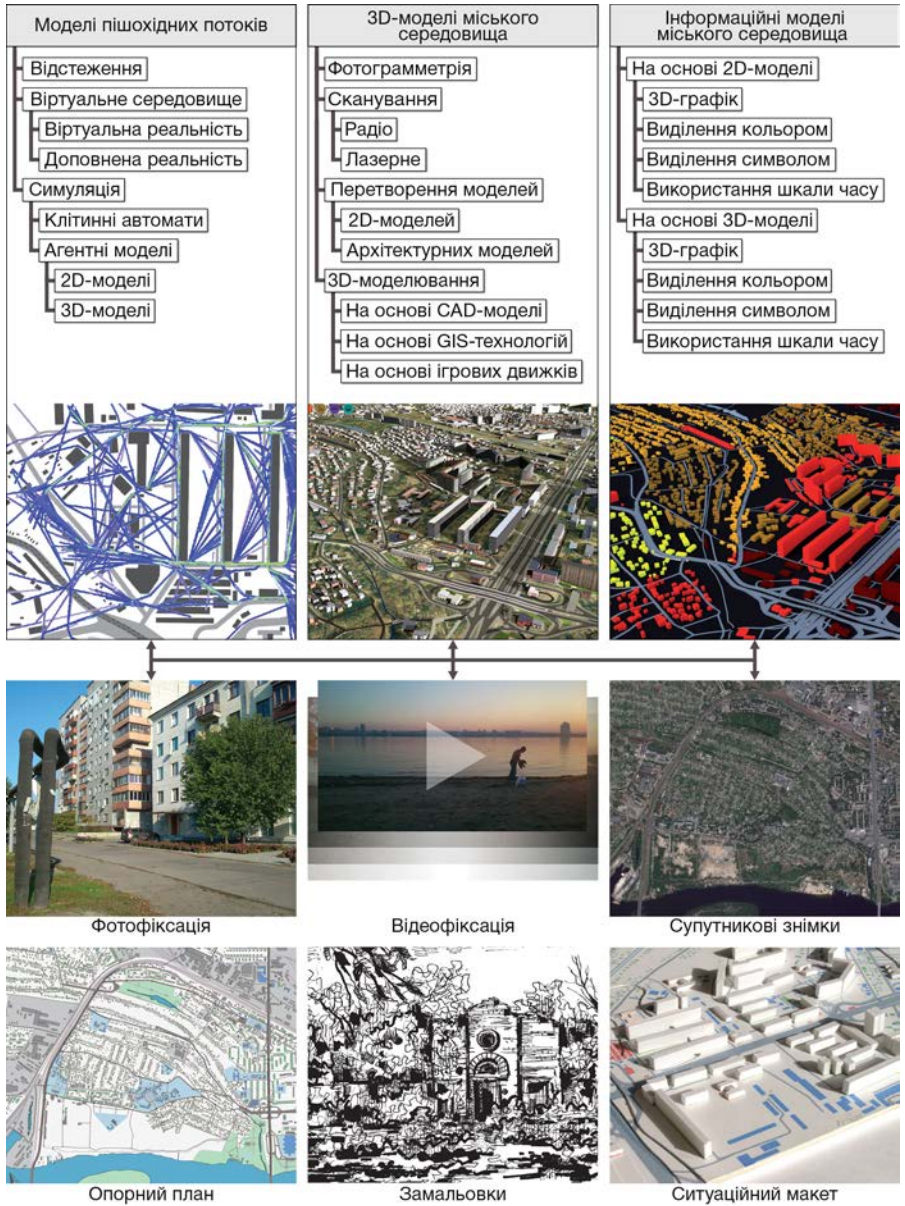 Моделі пішохідних потоків
Відстеження
Віртуальне середовище
Віртуальна реальність
Доповнена реальність
Симуляція
Клітинні автомати
Агентні моделі
2D-моделі
3D-моделі
3D-моделі міського
середовища
Фотограмметрія
Сканування
Радіо
Лазерне
Перетворення моделей
2D-моделей
Архітектурних моделей
3D-моделювання
На основі CAD-моделі
На основі GIS-технологій
На основі ігрових движків
Інформаційні моделі
міського середовища
На основі 2D-моделі
3D-графік
Виділення кольором
Виділення символом
Використання шкали часу
На основі 3D-моделі
3D-графік
Виділення кольором
Виділення символом
Використання шкали часу
Фотофіксація
Відеофіксація
Супутникові знімки
Опорний план
Замальовки
Ситуаційний макет